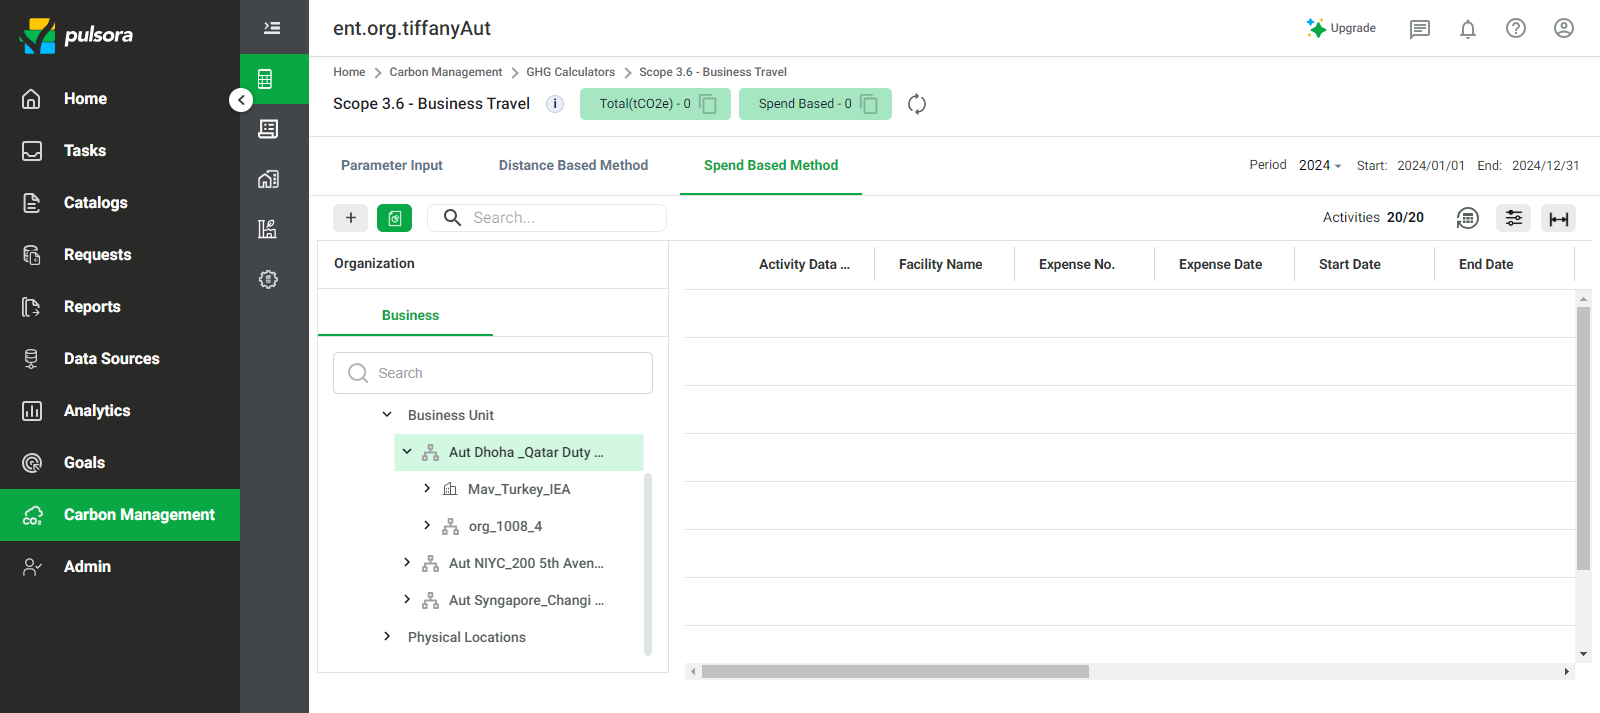 pulsora
Home
Tasks
Catalogs
Requests
Reports
Data Sources
Analytics
Goals
CO₂
Carbon Management
Admin
ent.org.tiffanyAut
Upgrade
Home > Carbon Management > GHG Calculators > Scope 3.6 - Business Travel
Scope 3.6 - Business Travel i Total(tCO2e) - 0 Spend Based - 0
Parameter Input Distance Based Method Spend Based Method
Period 2024 Start: 2024/01/01 End: 2024/12/31
+ Search... Activities 20/20
Organization
Business
Search
Business Unit
Aut Dhoha _Qatar Duty ...
Mav_Turkey_IEA
org_1008_4
Aut NIYC_200 5th Aven...
Aut Syngapore_Changi ...
Physical Locations
Activity Data ... Facility Name Expense No. Expense Date Start Date End Date